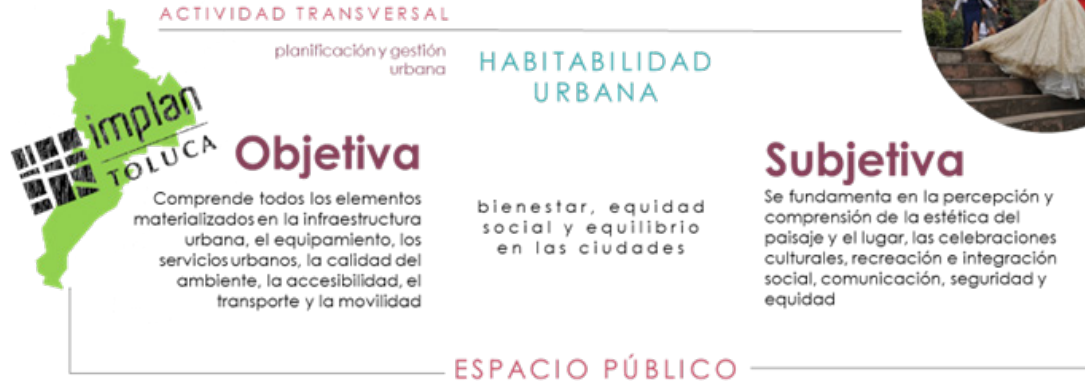 ACTIVIDAD TRANSVERSAL
planificación y gestión
urbana
HABITABILIDAD
URBANA
implan
TOLUCA
Objetiva
Comprende todos los elementos
materializados en la infraestructura
urbana, el equipamiento, los
servicios urbanos, la calidad del
ambiente, la accesibilidad, el
transporte y la movilidad
bienestar, equidad
social y equilibrio
en las ciudades
Subjetiva
Se fundamenta en la percepción y
comprensión de la estética del
paisaje y el lugar, las celebraciones
culturales, recreación e integración
social, comunicación, seguridad y
equidad
ESPACIO PÚBLICO